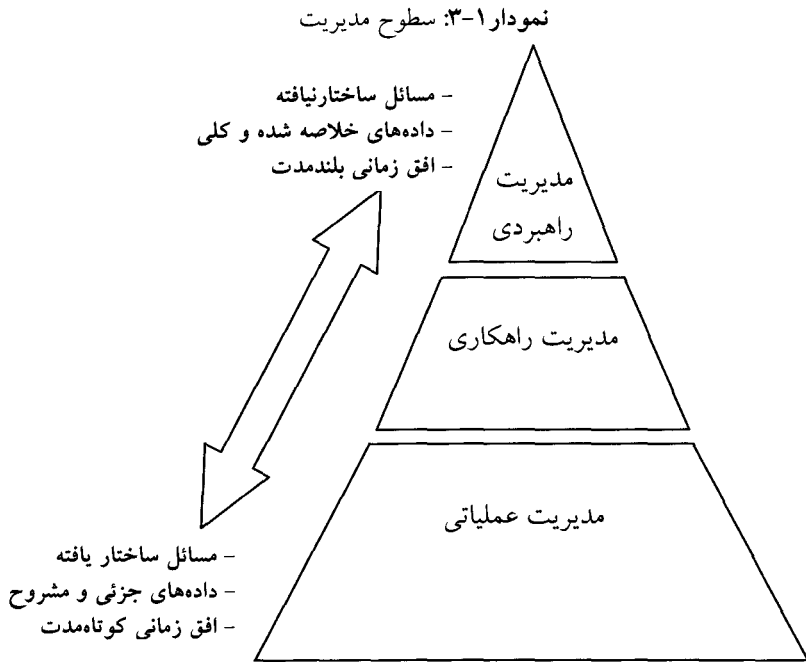 نمودار ۱-۳: سطوح مدیریت
- مسائل ساختارنیافته
- داده‌های خلاصه شده و کلی
- افق زمانی بلندمدت
مدیریت
راهبردی
مدیریت راهکاری
مدیریت عملیاتی
- مسائل ساختار یافته
- داده‌های جزئی و مشروح
- افق زمانی کوتاه‌مدت